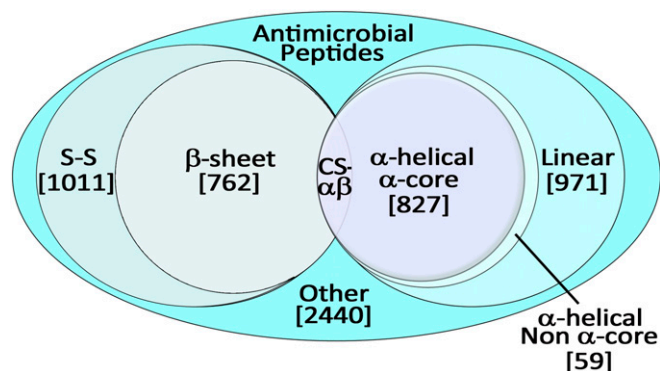 Antimicrobial
Peptides
S-S
[1011]
β-sheet
[762]
CS-
αβ
α-helical
α-core
[827]
Linear
[971]
Other
[2440]
α-helical
Non α-core
[59]